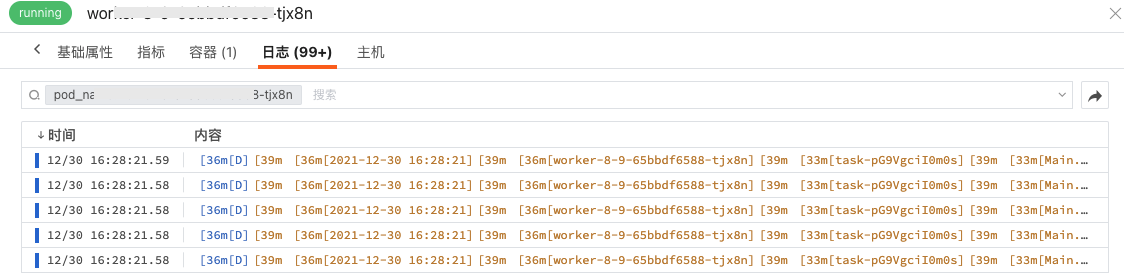 running worker-8-9-65bbdf6588-tjx8n
基础属性 指标 容器 (1) 日志 (99+) 主机
pod_na 8-tjx8n 搜索
时间 内容
12/30 16:28:21.59 [36m[D] [39m [36m[2021-12-30 16:28:21] [39m [36m[worker-8-9-65bbdf6588-tjx8n] [39m [33m[task-pG9VgciI0m0s] [39m [33m[Main.…
12/30 16:28:21.58 [36m[D] [39m [36m[2021-12-30 16:28:21] [39m [36m[worker-8-9-65bbdf6588-tjx8n] [39m [33m[task-pG9VgciI0m0s] [39m [33m[Main.…
12/30 16:28:21.58 [36m[D] [39m [36m[2021-12-30 16:28:21] [39m [36m[worker-8-9-65bbdf6588-tjx8n] [39m [33m[task-pG9VgciI0m0s] [39m [33m[Main.…
12/30 16:28:21.58 [36m[D] [39m [36m[2021-12-30 16:28:21] [39m [36m[worker-8-9-65bbdf6588-tjx8n] [39m [33m[task-pG9VgciI0m0s] [39m [33m[Main.…
12/30 16:28:21.58 [36m[D] [39m [36m[2021-12-30 16:28:21] [39m [36m[worker-8-9-65bbdf6588-tjx8n] [39m [33m[task-pG9VgciI0m0s] [39m [33m[Main.…